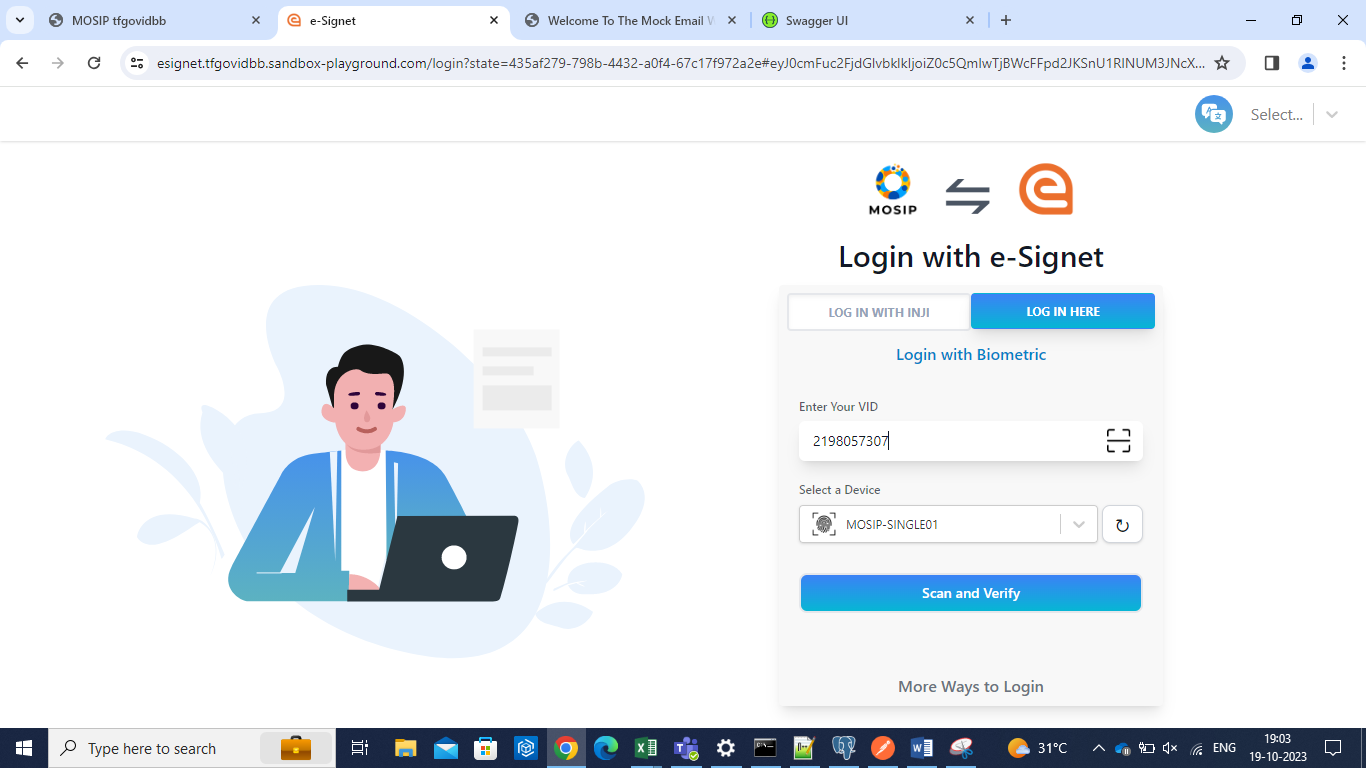 MOSIP tfgovidbb
e-Signet
Welcome To The Mock Email
Swagger UI
esignet.tfgovidbb.sandbox-playground.com/login?state=435af279-798b-4432-a0f4-67c17f972a2e#
Select...
MOSIP
Login with e-Signet
LOG IN WITH INJI
LOG IN HERE
Login with Biometric
Enter Your VID
2198057307
Select a Device
MOSIP-SINGLE01
Scan and Verify
More Ways to Login
Type here to search
31°C
ENG
19:03
19-10-2023